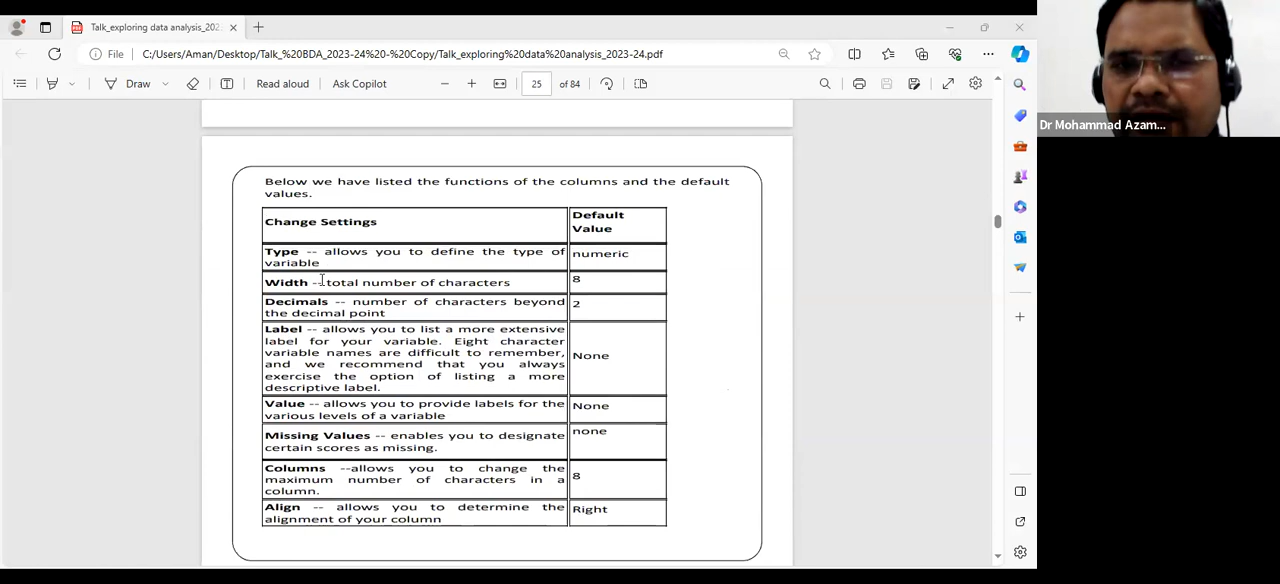 Talk_exploring data analysis_202
File
C:/Users/Aman/Desktop/Talk_%20BDA_2023-24%20-%20Copy/Talk_exploring%20data%20analysis_2023-24.pdf
Draw
Read aloud
Ask Copilot
25
of 84
Dr Mohammad Azam...
Below we have listed the functions of the columns and the default
values.
Change Settings
Default
Value
Type -- allows you to define the type of
variable
numeric
Width -- total number of characters
8
Decimals -- number of characters beyond
the decimal point
2
Label -- allows you to list a more extensive
label for your variable. Eight character
variable names are difficult to remember,
and we recommend that you always
exercise the option of listing a more
descriptive label.
None
Value -- allows you to provide labels for the
various levels of a variable
None
Missing Values -- enables you to designate
certain scores as missing.
none
Columns --allows you to change the
maximum number of characters in a
column.
8
Align -- allows you to determine the
alignment of your column
Right